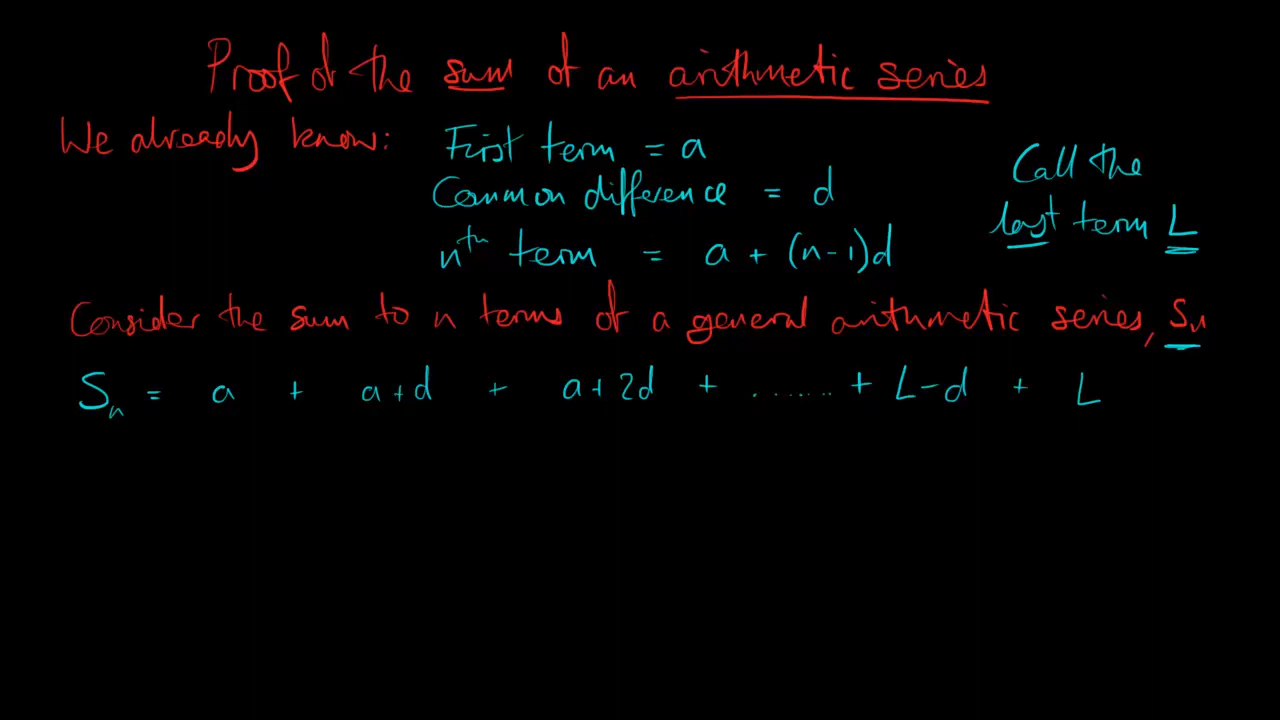 Proof of the sum of an arithmetic series
We already know:
First term = a
Common difference = d
nth term = a + (n-1)d
Call the
last term L
Consider the sum to n terms of a general arithmetic series, Sn
Sn = a + a+d + a+2d + ....... + L-d + L